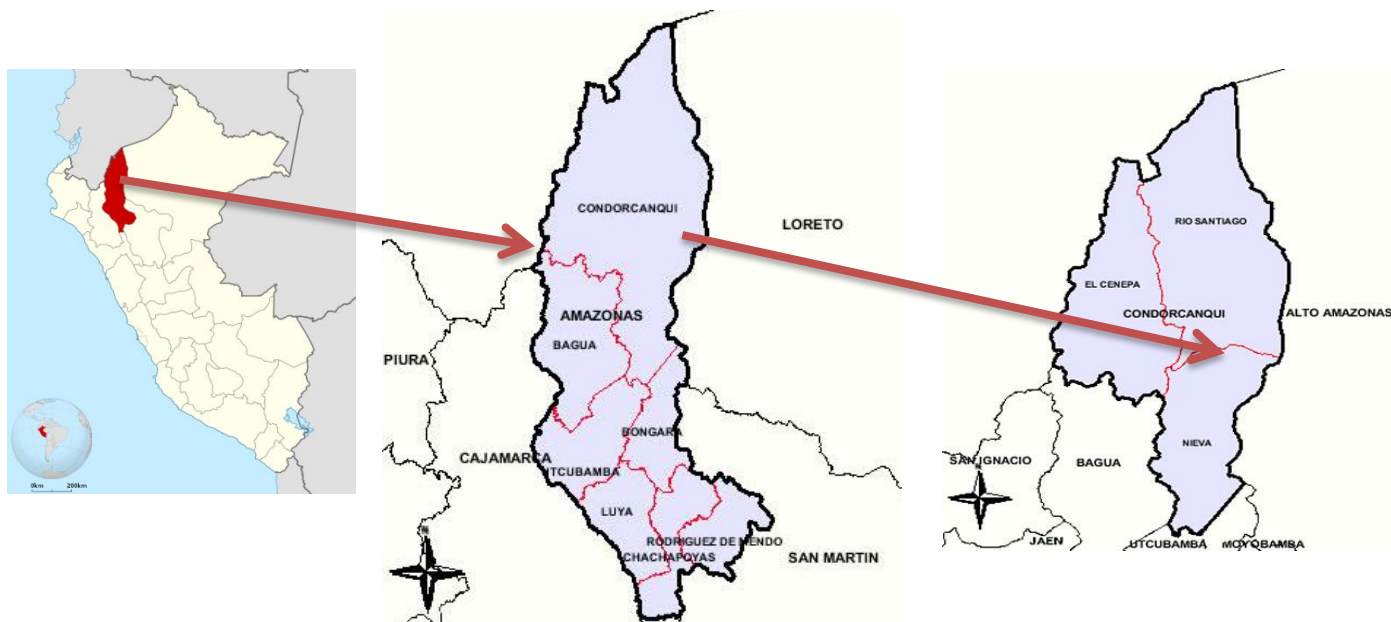 0km 200km
CONDORCANQUI
LORETO
AMAZONAS
BAGUA
PIURA
BONGARA
CAJAMARCA
UTCUBAMBA
LUYA
RODRIGUEZ DE MENDO
CHACHAPOYAS
SAN MARTIN
N
RIO SANTIAGO
EL CENEPA
CONDORCANQUI
ALTO AMAZONAS
NIEVA
SAN IGNACIO
BAGUA
JAEN
UTCUBAMBA
MOYOBAMBA